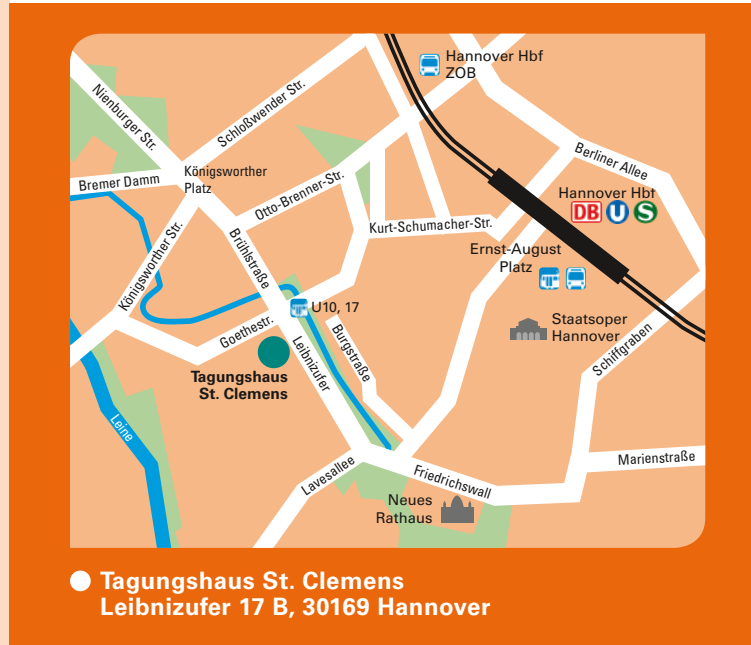 Hannover Hbf
ZOB
Nienburger Str.
Schloßwender Str.
Berliner Allee
Königsworther
Platz
Bremer Damm
Otto-Brenner-Str.
Hannover Hbf
DB U S
Kurt-Schumacher-Str.
Königsworther Str.
Brühlstraße
Ernst-August
Platz
U10, 17
Staatsoper
Hannover
Goethestr.
Burgstraße
Leibnizufer
Schiffgraben
Tagungshaus
St. Clemens
Leine
Marienstraße
Lavesallee
Friedrichswall
Neues
Rathaus
Tagungshaus St. Clemens
Leibnizufer 17 B, 30169 Hannover